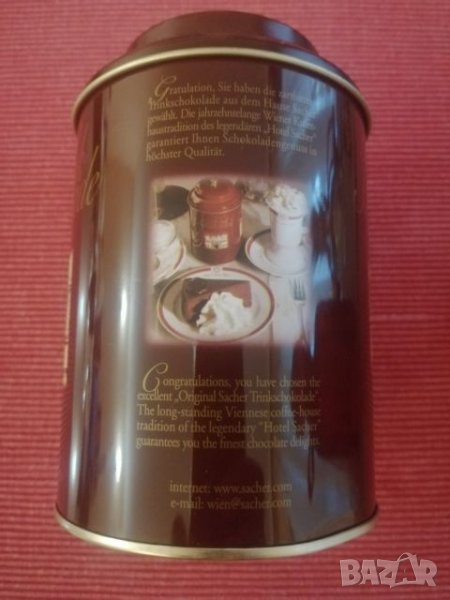 Gratulation, Sie haben die
Trinkschokolade aus dem Hause
gewählt. Die jahrzehntelange Wiener
haustradition des legendären „Hotel Sacher"
garantiert Ihnen Schokoladengenuss in
höchster Qualität.
Congratulations, you have chosen the
excellent „Original Sacher Trinkschokolade".
The long-standing Viennese coffee-house
tradition of the legendary "Hotel Sacher"
guarantees you the finest chocolate delights.
internet: www.sacher.com
e-mail: wien@sacher.com
BAZAR